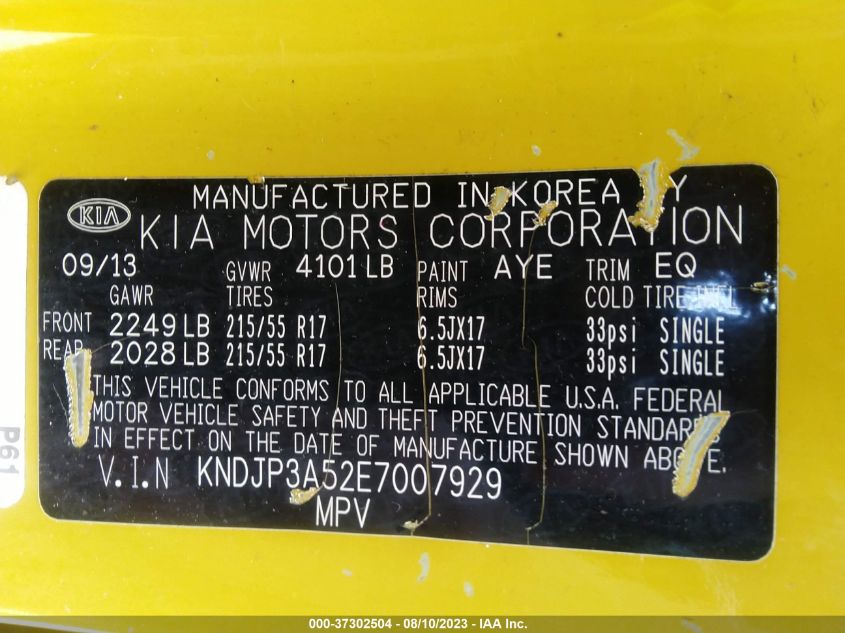 MANUFACTURED IN KOREA Y
KIA KIA MOTORS CORPORATION
09/13 GVWR 4101 LB PAINT AYE TRIM EQ
GAWR TIRES RIMS COLD TIRE INFL
FRONT 2249 LB 215/55 R17 6.5JX17 33psi SINGLE
REAR 2028 LB 215/55 R17 6.5JX17 33psi SINGLE
THIS VEHICLE CONFORMS TO ALL APPLICABLE U.S.A. FEDERAL
MOTOR VEHICLE SAFETY AND THEFT PREVENTION STANDARDS
IN EFFECT ON THE DATE OF MANUFACTURE SHOWN ABOVE.
V.I.N KNDJP3A52E7007929
MPV
P61
000-37302504 - 08/10/2023 - Copyright © IAA, Inc.